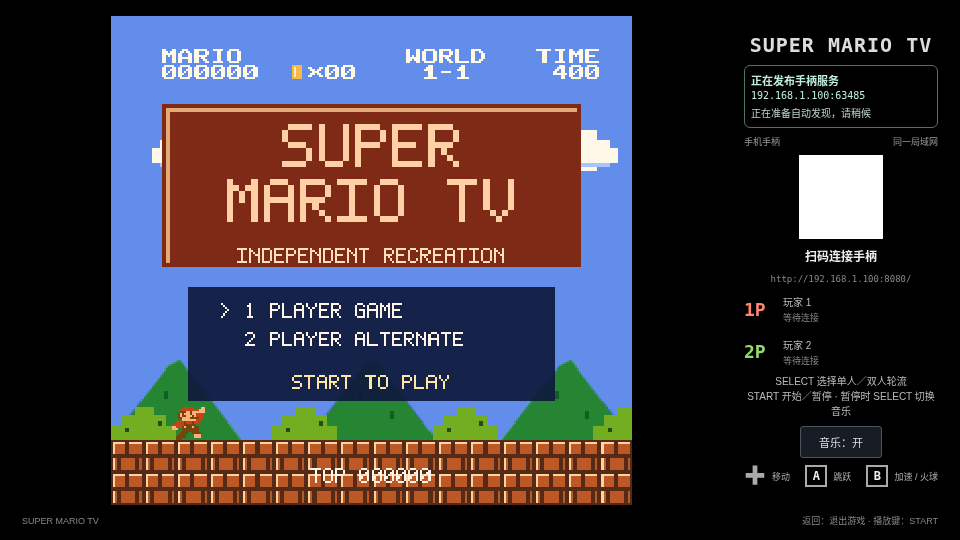 MARIO
000000
x00
WORLD
1-1
TIME
400
SUPER
MARIO TV
INDEPENDENT RECREATION
> 1 PLAYER GAME
2 PLAYER ALTERNATE
START TO PLAY
TOP 000000
SUPER MARIO TV
SUPER MARIO TV
正在发布手柄服务
192.168.1.100:63485
正在准备自动发现，请稍候
手机手柄
同一局域网
扫码连接手柄
http://192.168.1.100:8080/
1P
玩家 1
等待连接
2P
玩家 2
等待连接
SELECT 选择单人／双人轮流
START 开始／暂停 · 暂停时 SELECT 切换
音乐
音乐：开
移动
A
跳跃
B
加速 / 火球
返回：退出游戏 · 播放键：START